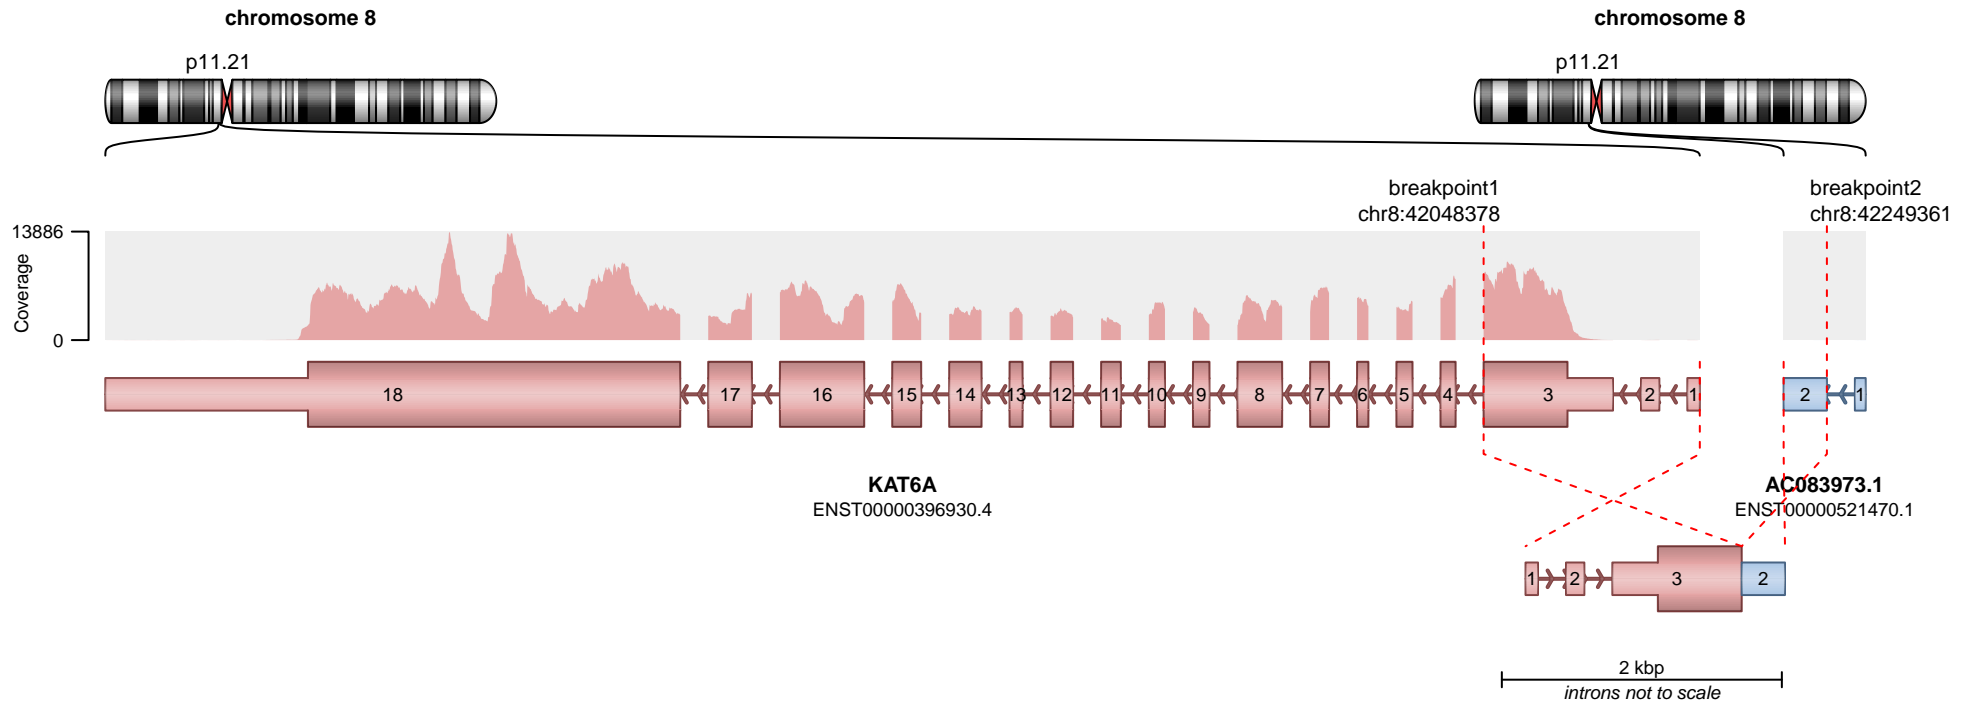 chromosome 8 chromosome 8
p11.21 p11.21
breakpoint1 breakpoint2
chr8:42048378 chr8:42249361
13886
Coverage
0
18 17 16 15 14 13 12 11 10 9 8 7 6 5 4 3 2 1 2 1
KAT6A AC083973.1
ENST00000396930.4 ENST00000521470.1
1 2 3 2
2 kbp
introns not to scale